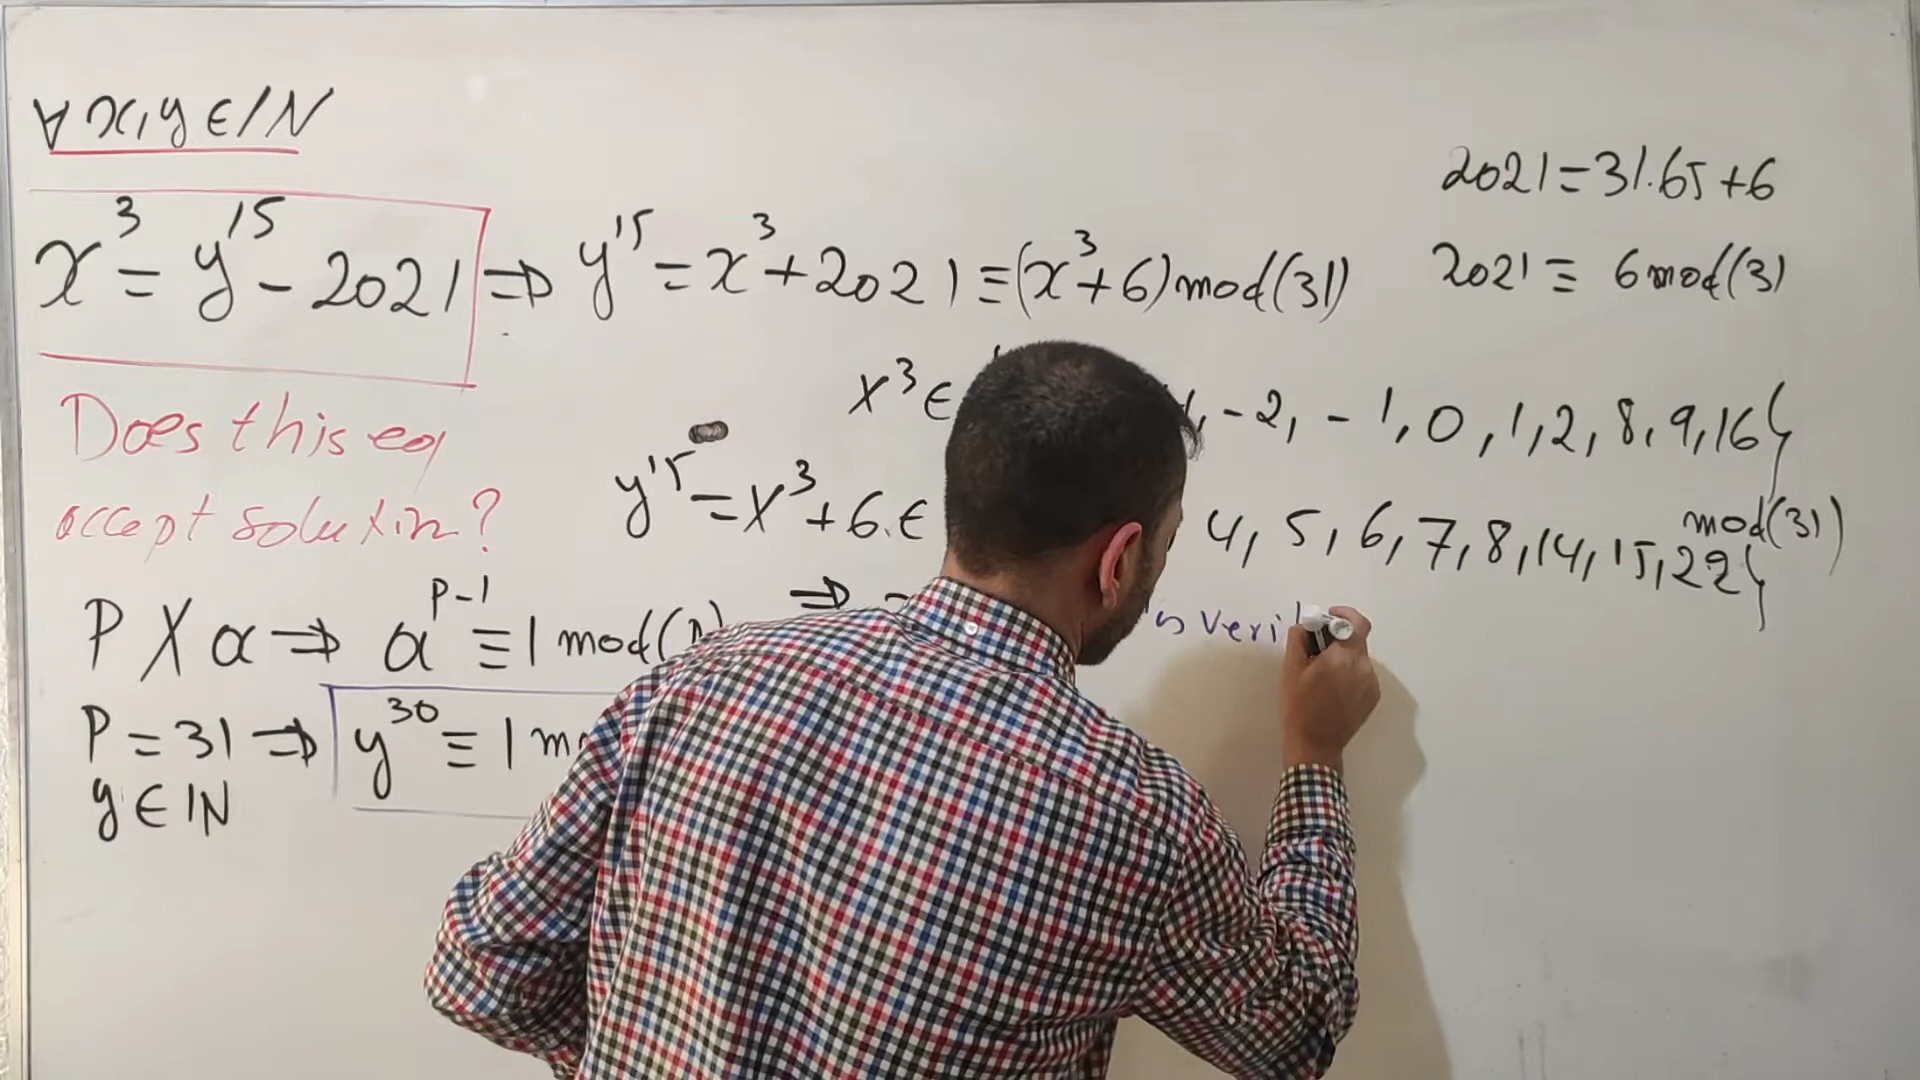 ∀ x, y ∈ IN
x³ = y¹⁵ - 2021 ⇒ y¹⁵ = x³ + 2021 ≡ (x³ + 6) mod(31)
2021 = 31.65 + 6
2021 ≡ 6 mod(31)
Does this eq
accept solution?
x³ ∈ , -2, -1, 0, 1, 2, 8, 9, 16}
mod(31)
y¹⁵ = x³ + 6 ∈ 4, 5, 6, 7, 8, 14, 15, 22}
P ∤ a ⇒ a^(p-1) ≡ 1 mod(
⇒
P = 31 ⇒ y³⁰ ≡ 1
y ∈ IN